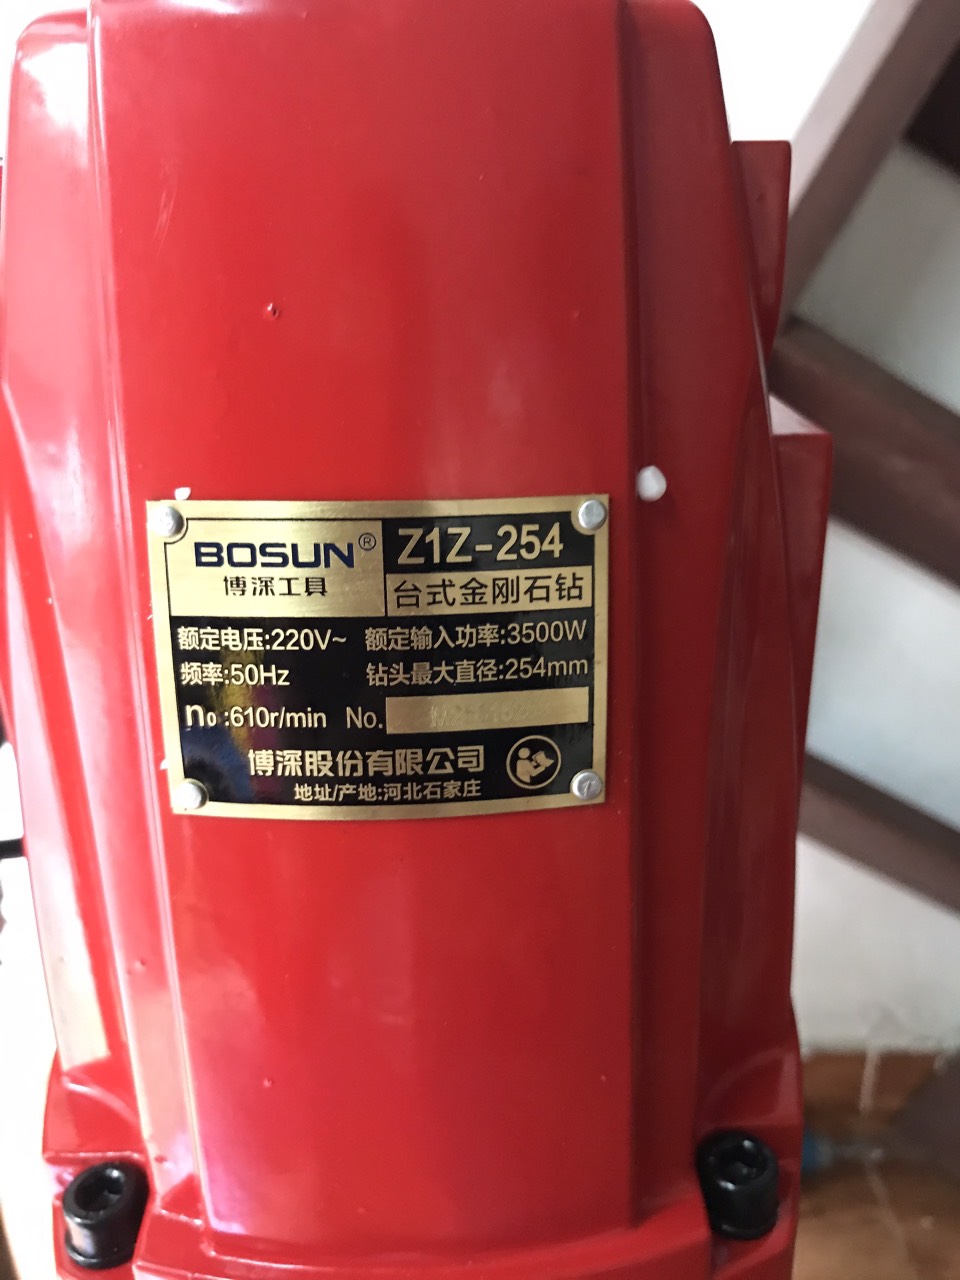 BOSUN®
博深工具
Z1Z-254
台式金刚石钻
额定电压:220V~ 额定输入功率:3500W
频率:50Hz 钻头最大直径:254mm
n₀:610r/min No.
博深股份有限公司
地址/产地:河北石家庄